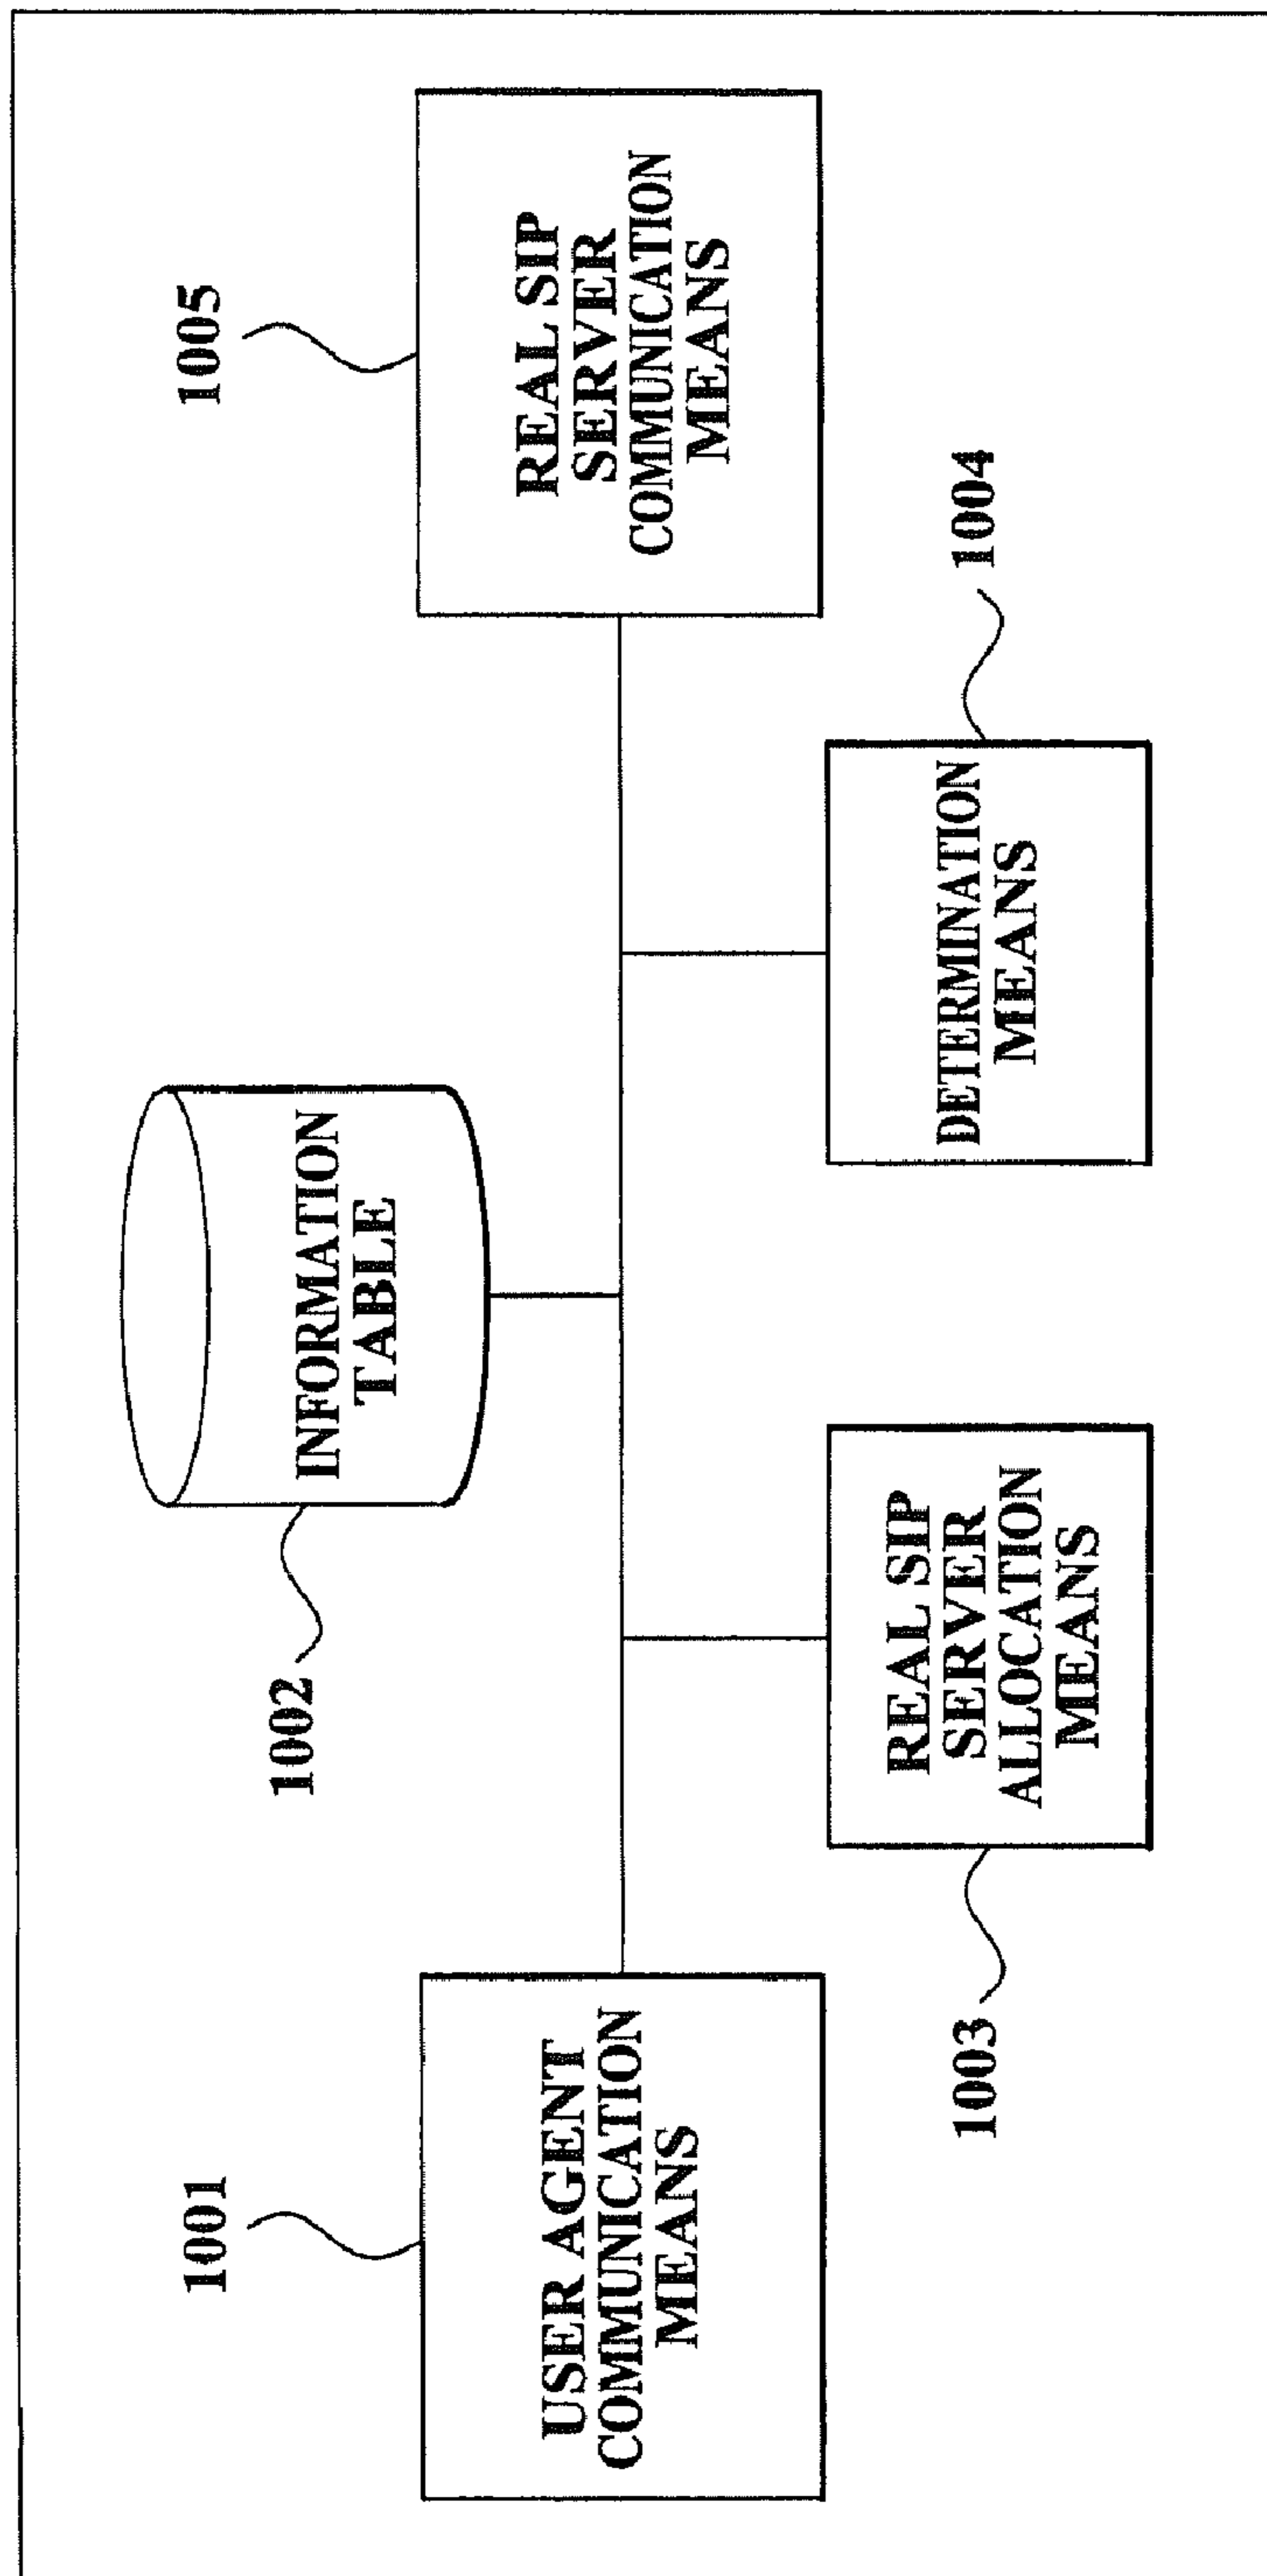 1001
USER AGENT
COMMUNICATION
MEANS
1002
INFORMATION
TABLE
1003
REAL SIP
SERVER
ALLOCATION
MEANS
1004
DETERMINATION
MEANS
1005
REAL SIP
SERVER
COMMUNICATION
MEANS